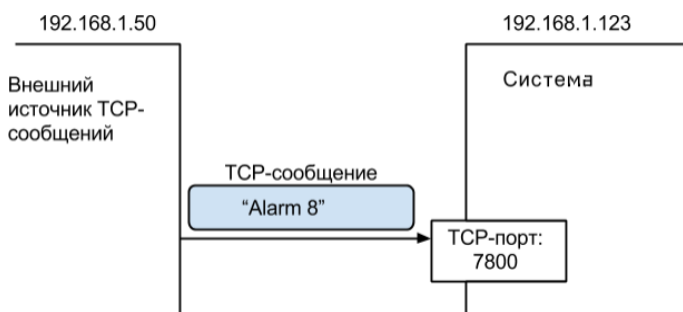 192.168.1.50
192.168.1.123
Внешний
источник TCP-
сообщений
Система
TCP-сообщение
“Alarm 8”
TCP-порт:
7800